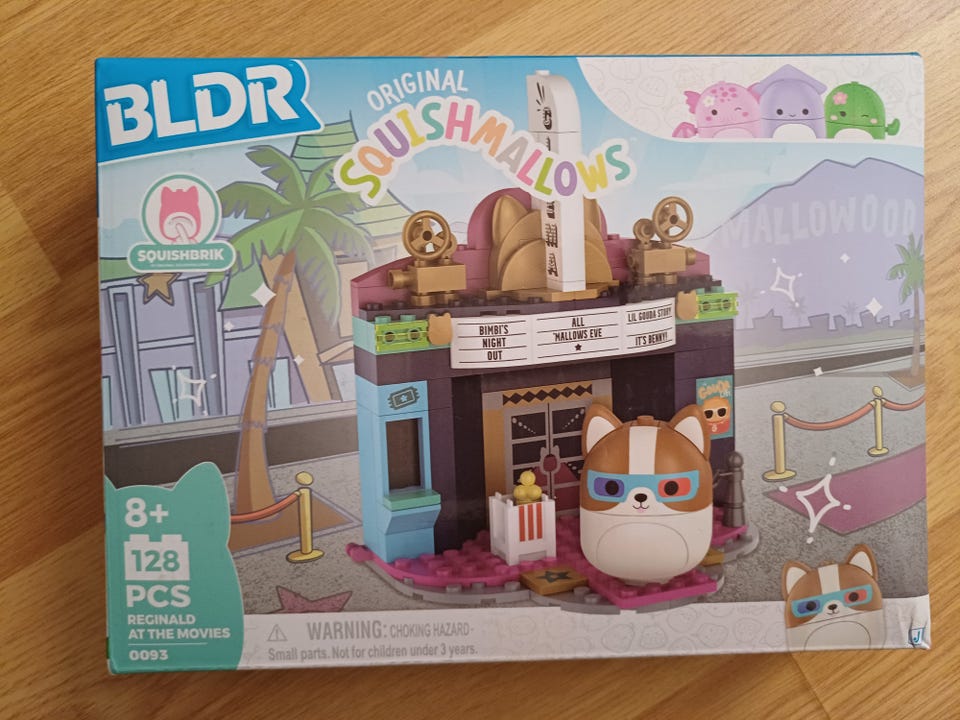 BLDR
ORIGINAL
SQUISHMALLOWS
MALLOWOOD
SQUISHBRIK
BIMBI'S
NIGHT
OUT
ALL
'MALLOWS EVE
LIL GOUDA STORY
IT'S BENNY!
GOUDA
8+
128
PCS
REGINALD
AT THE MOVIES
0093
WARNING: CHOKING HAZARD-
Small parts. Not for children under 3 years.